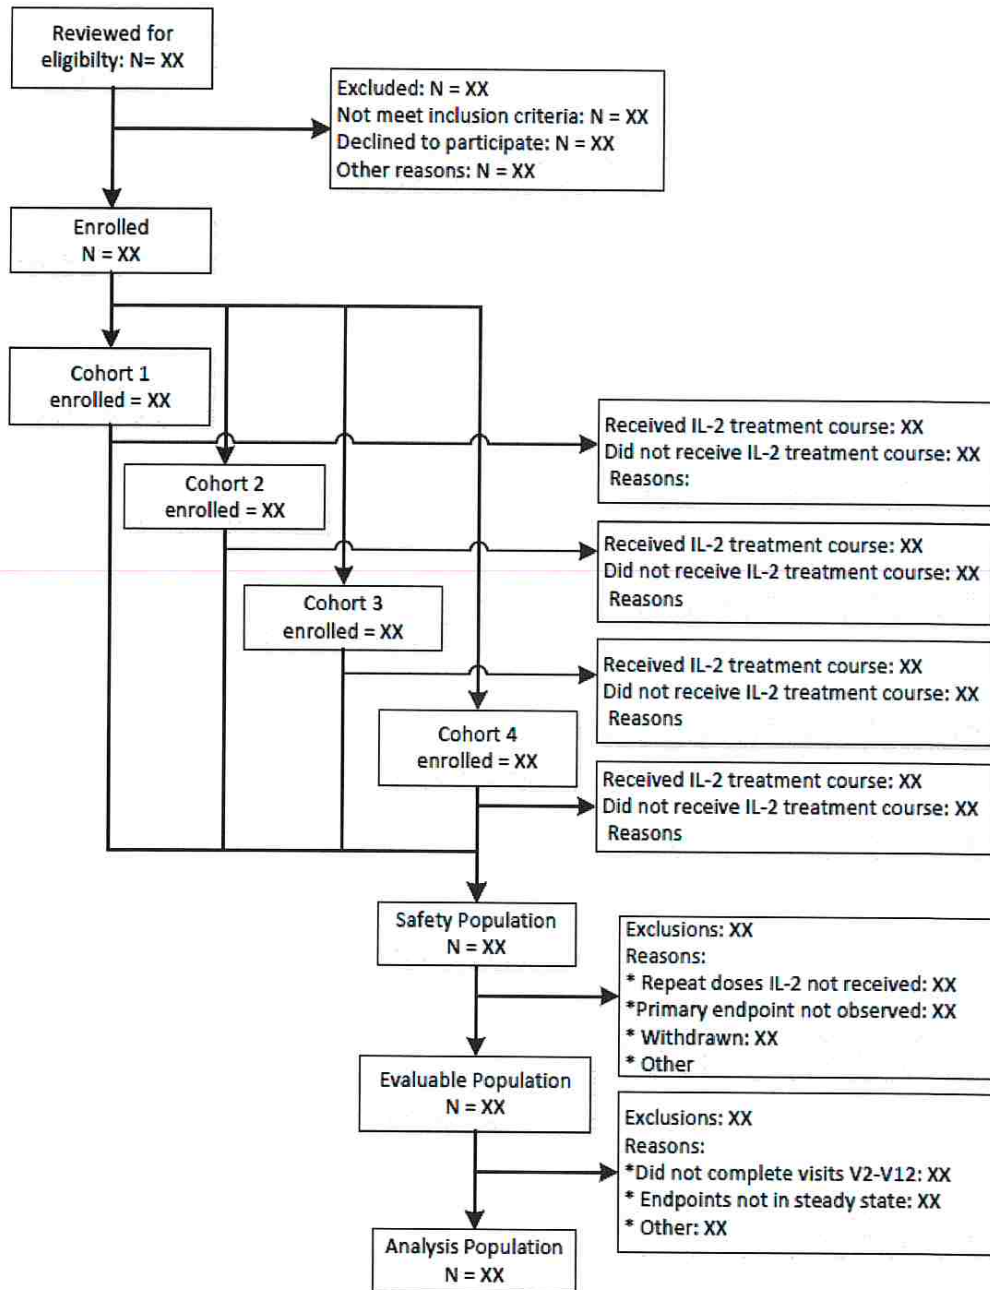 Reviewed for
eligibilty: N= XX
Excluded: N = XX
Not meet inclusion criteria: N = XX
Declined to participate: N = XX
Other reasons: N = XX
Enrolled
N = XX
Cohort 1
enrolled = XX
Received IL-2 treatment course: XX
Did not receive IL-2 treatment course: XX
Reasons:
Cohort 2
enrolled = XX
Received IL-2 treatment course: XX
Did not receive IL-2 treatment course: XX
Reasons
Cohort 3
enrolled = XX
Received IL-2 treatment course: XX
Did not receive IL-2 treatment course: XX
Reasons
Cohort 4
enrolled = XX
Received IL-2 treatment course: XX
Did not receive IL-2 treatment course: XX
Reasons
Safety Population
N = XX
Exclusions: XX
Reasons:
* Repeat doses IL-2 not received: XX
*Primary endpoint not observed: XX
* Withdrawn: XX
* Other
Evaluable Population
N = XX
Exclusions: XX
Reasons:
*Did not complete visits V2-V12: XX
* Endpoints not in steady state: XX
* Other: XX
Analysis Population
N = XX